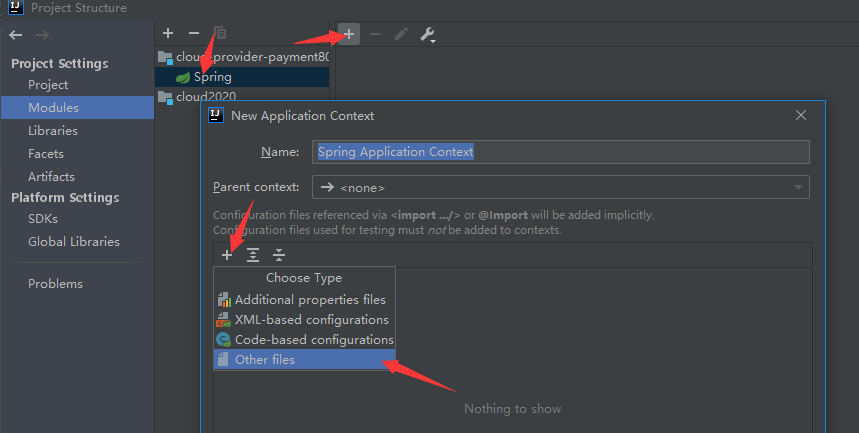 IJ Project Structure
Project Settings
Project
Modules
Libraries
Facets
Artifacts
Platform Settings
SDKs
Global Libraries
Problems
cloud-provider-payment80
Spring
cloud2020
IJ New Application Context
Name: Spring Application Context
Parent context: <none>
Configuration files referenced via <import .../> or @Import will be added implicitly.
Configuration files used for testing must not be added to contexts.
Choose Type
Additional properties files
XML-based configurations
Code-based configurations
Other files
Nothing to show